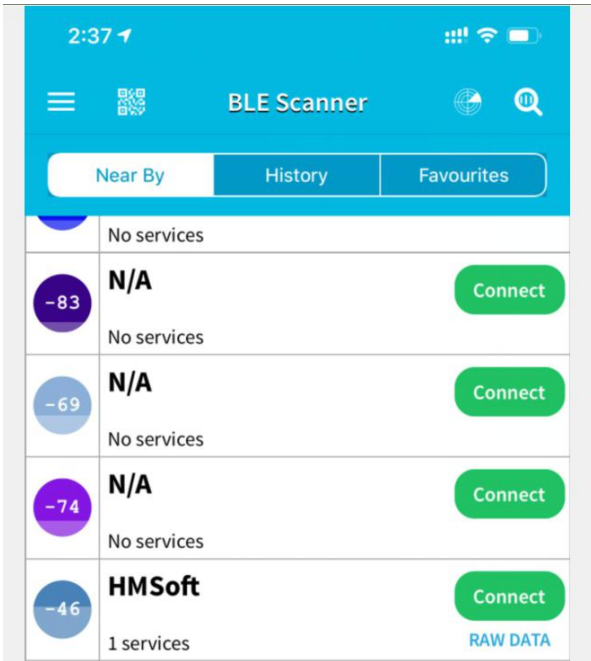 2:37
BLE Scanner
Near By History Favourites
No services
-83 N/A Connect
No services
-69 N/A Connect
No services
-74 N/A Connect
No services
-46 HMSoft Connect
1 services RAW DATA